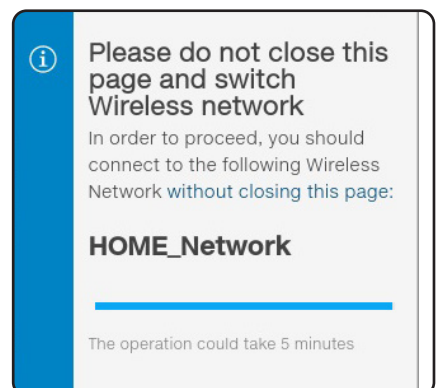 Please do not close this
page and switch
Wireless network
In order to proceed, you should
connect to the following Wireless
Network without closing this page:
HOME_Network
The operation could take 5 minutes